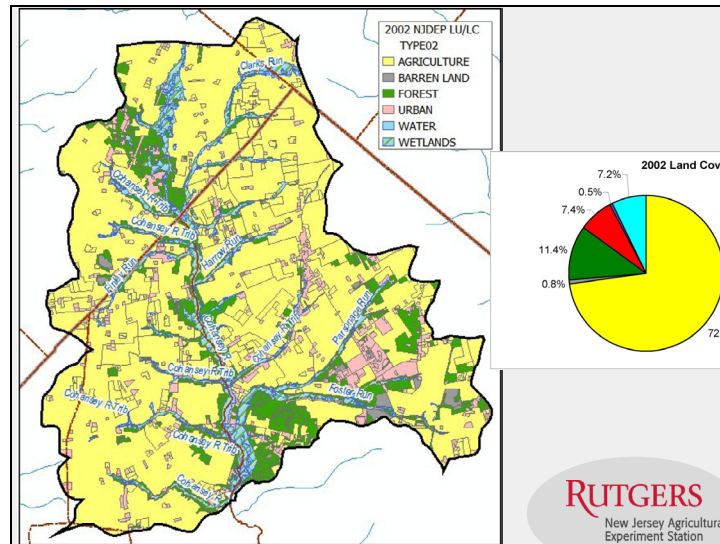 2002 NJDEP LU/LC
TYPE02
AGRICULTURE
BARREN LAND
FOREST
URBAN
WATER
WETLANDS
Clarks Run
Cohansey R Trib
Cohansey R Trib
Harrow Run
Cohansey R
Cohansey R Trib
Parsonage Run
Cohansey R Trib
Foster Run
Cohansey R Trib
Cohansey R Trib
Cohansey R
2002 Land Cov
7.2%
0.5%
7.4%
11.4%
0.8%
72
RUTGERS
New Jersey Agricultura
Experiment Station